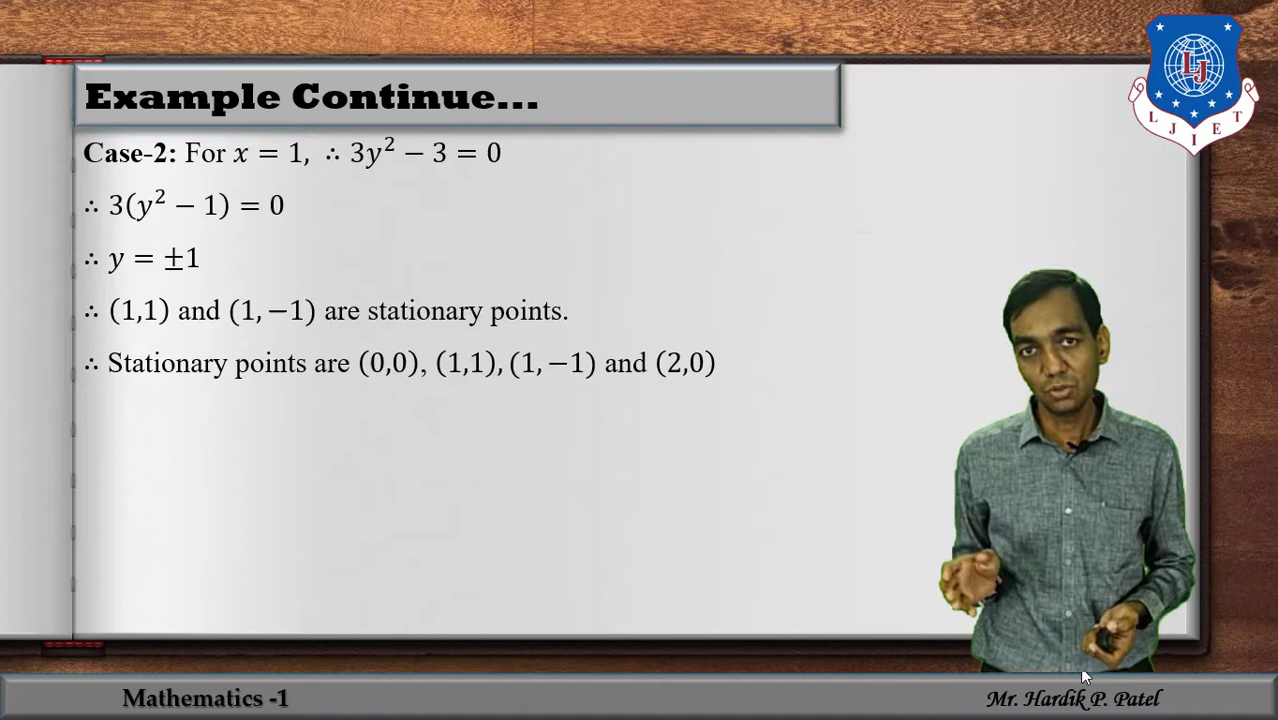 Example Continue...
Case-2: For x = 1, ∴ 3y² − 3 = 0
∴ 3(y² − 1) = 0
∴ y = ±1
∴ (1,1) and (1, −1) are stationary points.
∴ Stationary points are (0,0), (1,1), (1, −1) and (2,0)
LJ
L J I E T
Mathematics -1
Mr. Hardik P. Patel